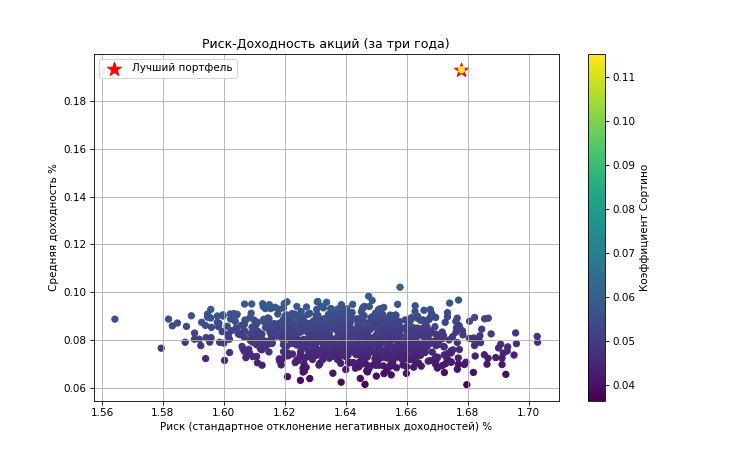 Риск-Доходность акций (за три года)
Лучший портфель
Средняя доходность %
0.18
0.16
0.14
0.12
0.10
0.08
0.06
1.56 1.58 1.60 1.62 1.64 1.66 1.68 1.70
Риск (стандартное отклонение негативных доходностей) %
0.11
0.10
0.09
0.08
0.07
0.06
0.05
0.04
Коэффициент Сортино